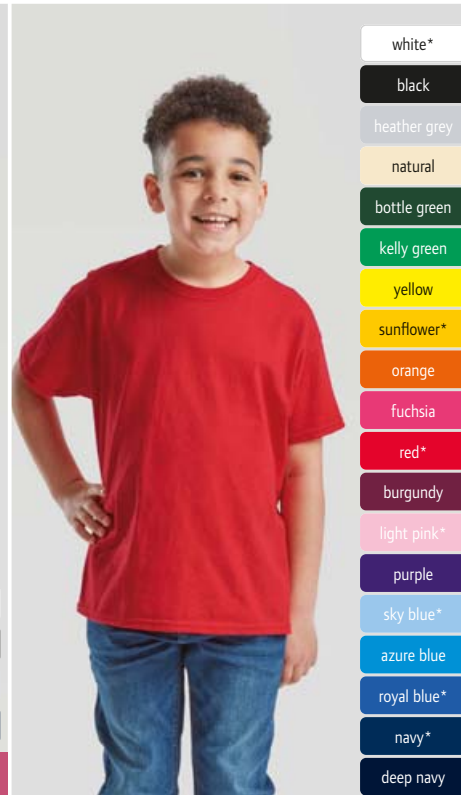 white*
black
heather grey
natural
bottle green
kelly green
yellow
sunflower*
orange
fuchsia
red*
burgundy
light pink*
purple
sky blue*
azure blue
royal blue*
navy*
deep navy